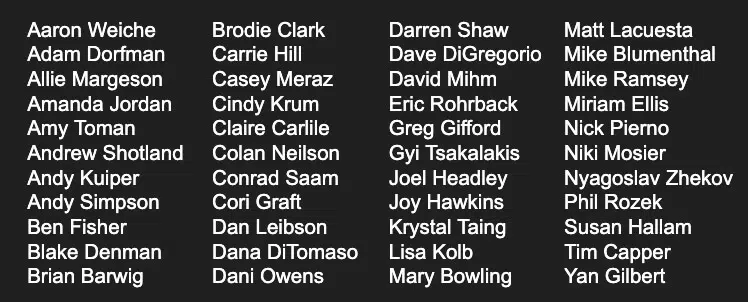 Aaron Weiche
Adam Dorfman
Allie Margeson
Amanda Jordan
Amy Toman
Andrew Shotland
Andy Kuiper
Andy Simpson
Ben Fisher
Blake Denman
Brian Barwig
Brodie Clark
Carrie Hill
Casey Meraz
Cindy Krum
Claire Carlile
Colan Neilson
Conrad Saam
Cori Graft
Dan Leibson
Dana DiTomaso
Dani Owens
Darren Shaw
Dave DiGregorio
David Mihm
Eric Rohrback
Greg Gifford
Gyi Tsakalakis
Joel Headley
Joy Hawkins
Krystal Taing
Lisa Kolb
Mary Bowling
Matt Lacuesta
Mike Blumenthal
Mike Ramsey
Miriam Ellis
Nick Pierno
Niki Mosier
Nyagoslav Zhekov
Phil Rozek
Susan Hallam
Tim Capper
Yan Gilbert